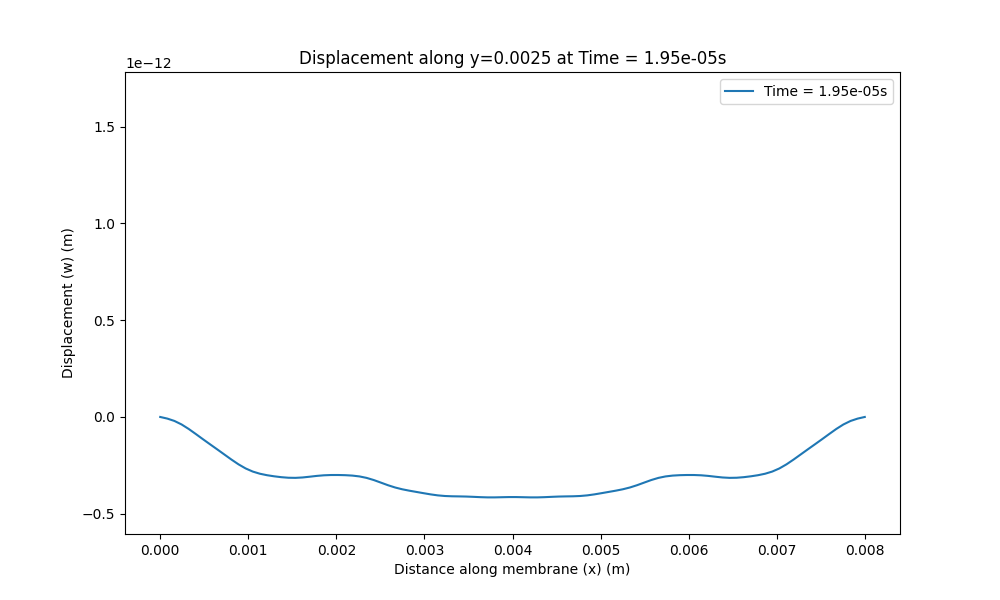 Displacement along y=0.0025 at Time = 1.95e-05s
1e−12
Time = 1.95e-05s
1.5
1.0
0.5
0.0
−0.5
Displacement (w) (m)
0.000 0.001 0.002 0.003 0.004 0.005 0.006 0.007 0.008
Distance along membrane (x) (m)